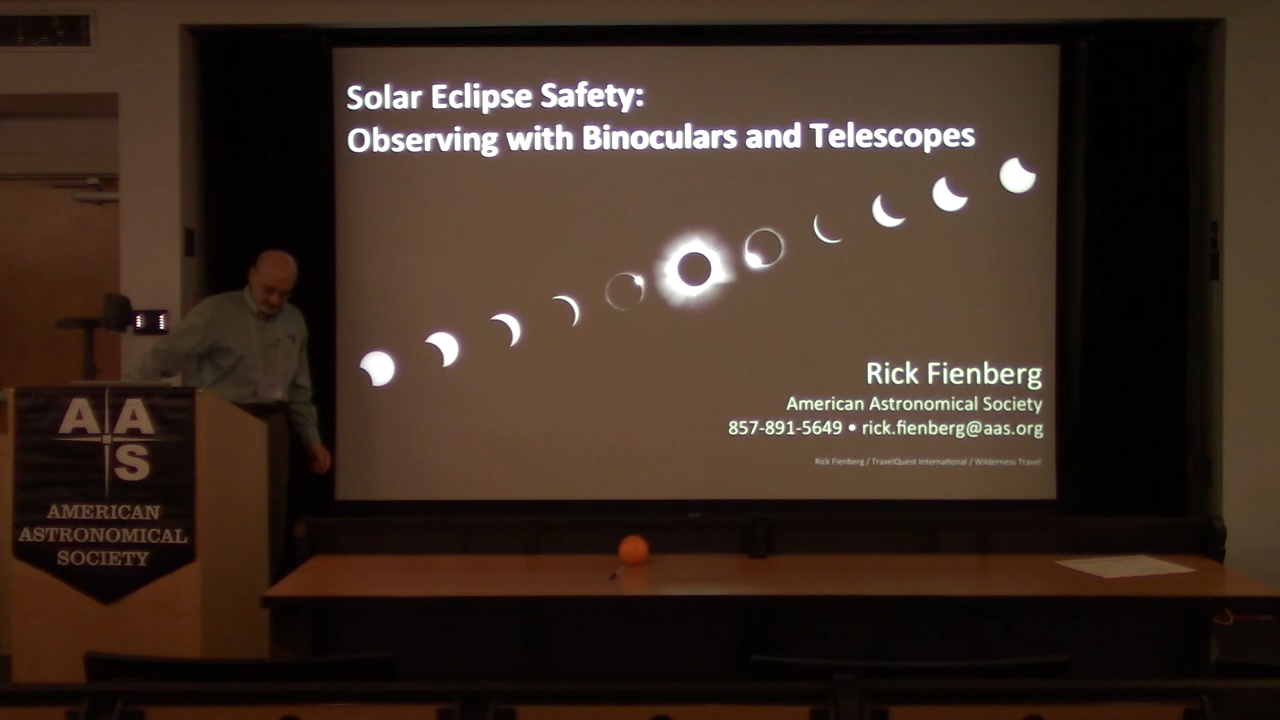 Solar Eclipse Safety:
Observing with Binoculars and Telescopes
Rick Fienberg
American Astronomical Society
857-891-5649 • rick.fienberg@aas.org
Rick Fienberg / TravelQuest International / Wilderness Travel
A A
S
AMERICAN
ASTRONOMICAL
SOCIETY